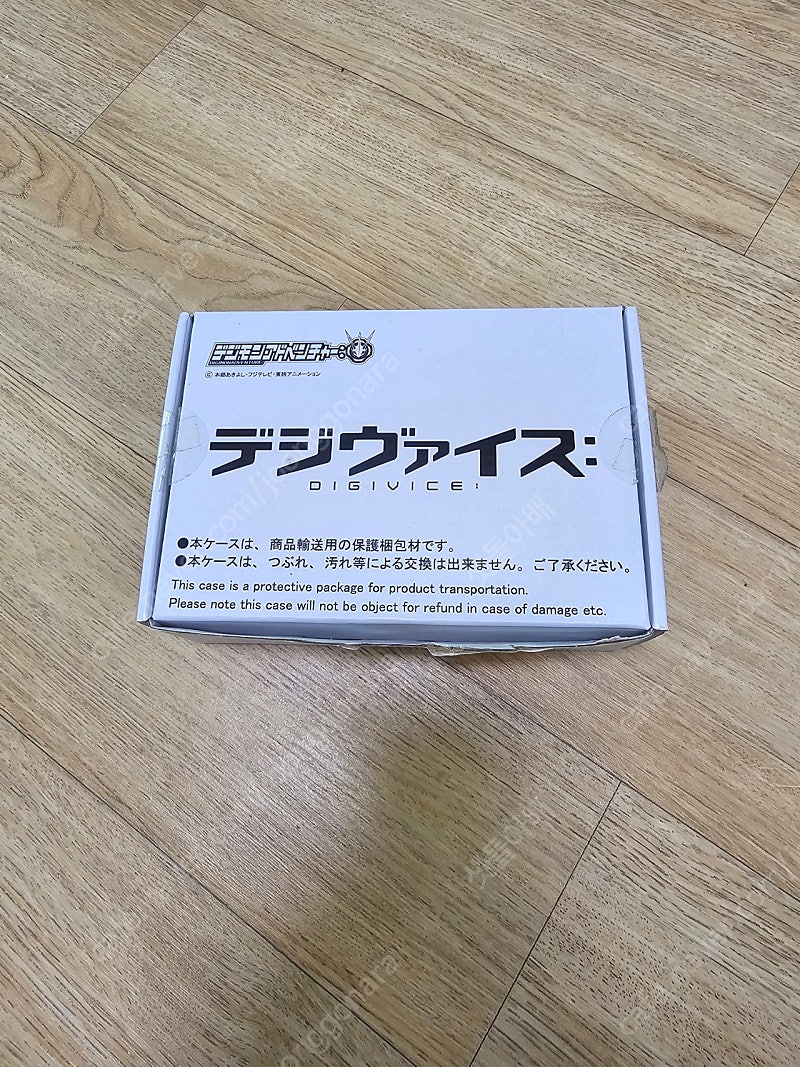 デジモンアドベンチャー:
DIGIMON ADVENTURE:
© 本郷あきよし・フジテレビ・東映アニメーション
デジヴァイス:
DIGIVICE:
●本ケースは、商品輸送用の保護梱包材です。
●本ケースは、つぶれ、汚れ等による交換は出来ません。ご了承ください。
This case is a protective package for product transportation.
Please note this case will not be object for refund in case of damage etc.